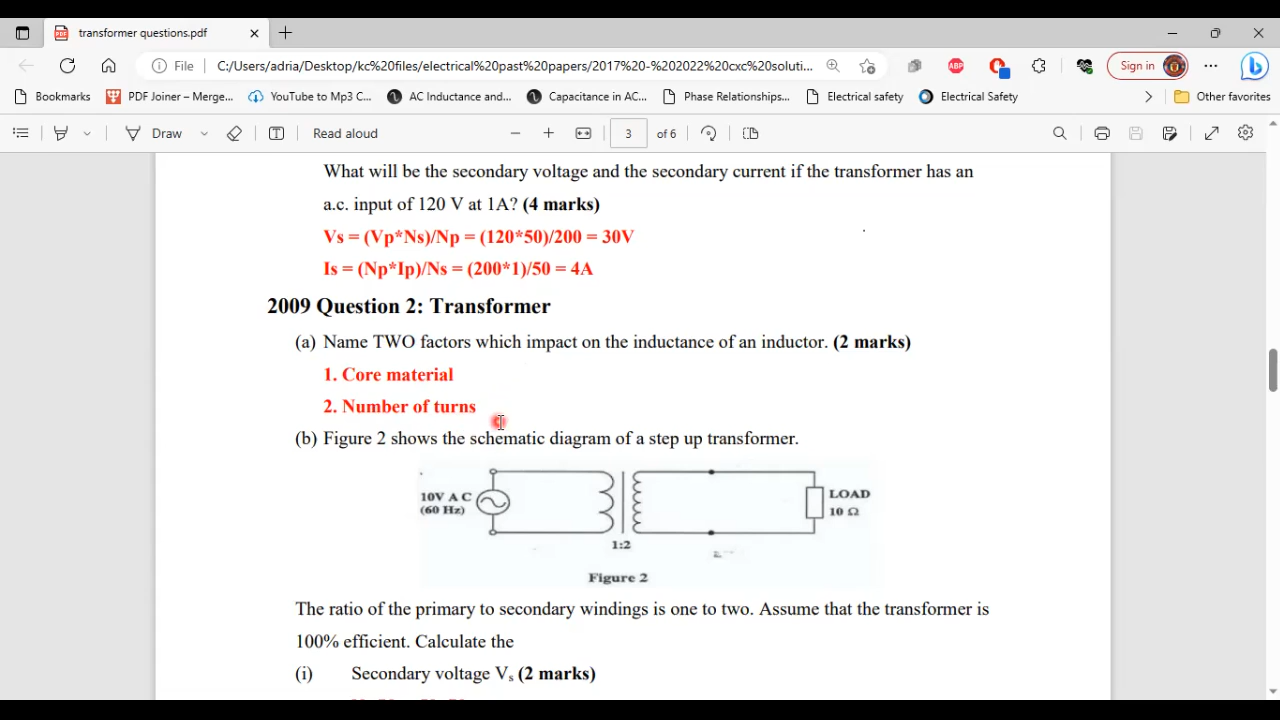 transformer questions.pdf
File
C:/Users/adria/Desktop/kc%20files/electrical%20past%20papers/2017%20-%202022%20cxc%20soluti...
ABP
Sign in
Bookmarks
PDF Joiner – Merge...
YouTube to Mp3 C...
AC Inductance and...
Capacitance in AC...
Phase Relationships...
Electrical safety
Electrical Safety
Other favorites
Draw
Read aloud
3 of 6
What will be the secondary voltage and the secondary current if the transformer has an
a.c. input of 120 V at 1A? (4 marks)
Vs = (Vp*Ns)/Np = (120*50)/200 = 30V
Is = (Np*Ip)/Ns = (200*1)/50 = 4A
2009 Question 2: Transformer
(a) Name TWO factors which impact on the inductance of an inductor. (2 marks)
1. Core material
2. Number of turns
(b) Figure 2 shows the schematic diagram of a step up transformer.
10V A C
(60 Hz)
LOAD
10 Ω
1:2
Figure 2
The ratio of the primary to secondary windings is one to two. Assume that the transformer is
100% efficient. Calculate the
(i) Secondary voltage Vs (2 marks)